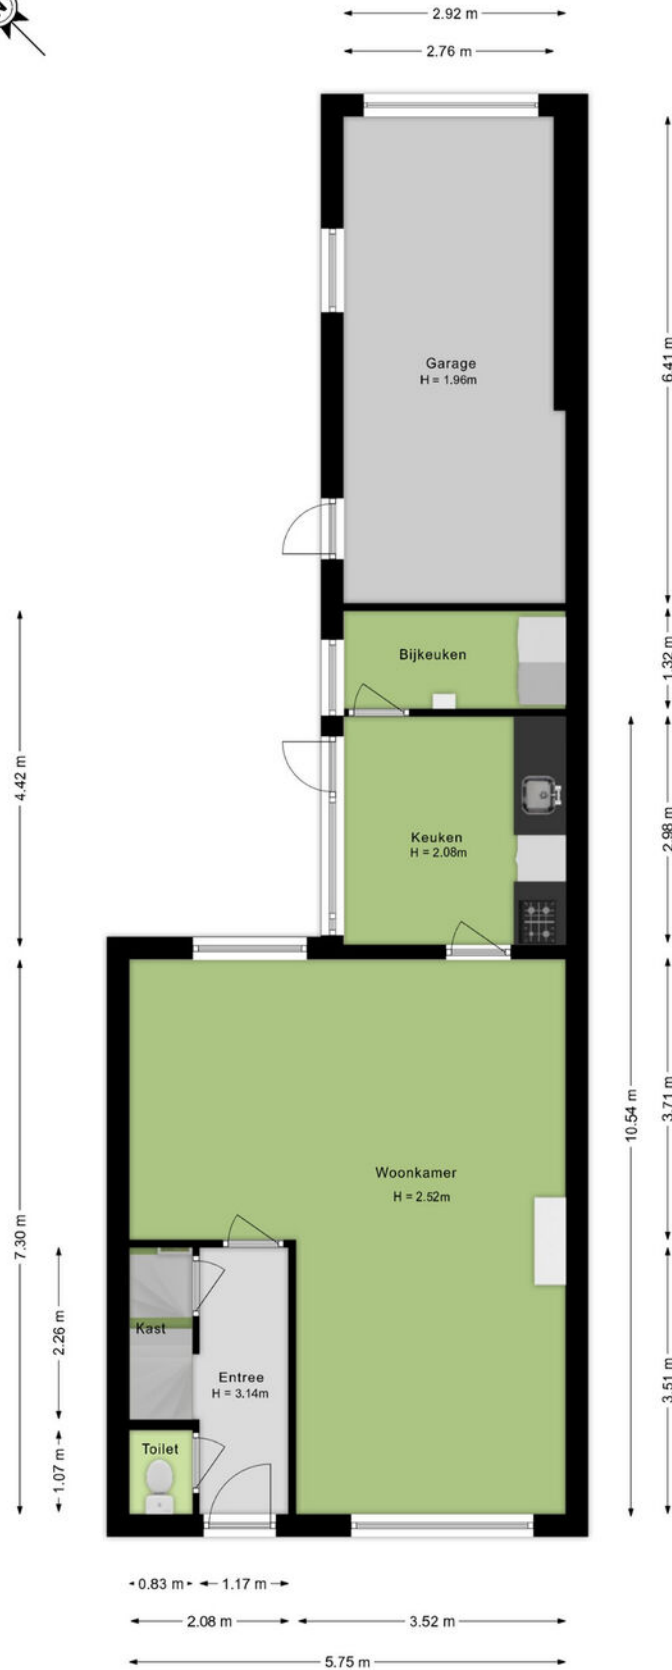 2.92 m
2.76 m
Garage
H = 1.96m
6.41 m
Bijkeuken
1.32 m
4.42 m
Keuken
H = 2.08m
2.98 m
Woonkamer
H = 2.52m
10.54 m
3.71 m
7.30 m
Kast
2.26 m
Entree
H = 3.14m
3.51 m
Toilet
1.07 m
0.83 m
1.17 m
2.08 m
3.52 m
5.75 m